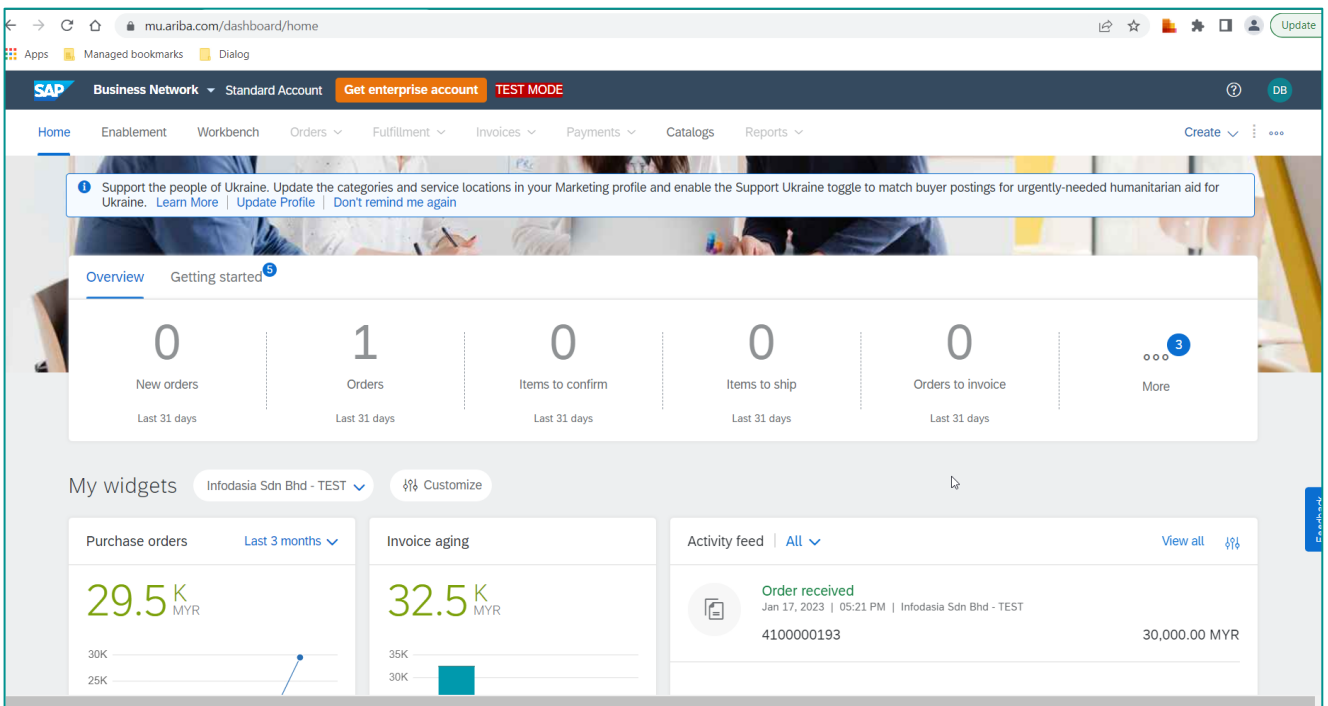 mu.ariba.com/dashboard/home
Update
Apps Managed bookmarks Dialog
SAP Business Network Standard Account Get enterprise account TEST MODE DB
Home Enablement Workbench Orders Fulfillment Invoices Payments Catalogs Reports Create
Support the people of Ukraine. Update the categories and service locations in your Marketing profile and enable the Support Ukraine toggle to match buyer postings for urgently-needed humanitarian aid for
Ukraine. Learn More | Update Profile | Don't remind me again
Overview Getting started 5
0 1 0 0 0 3
New orders Orders Items to confirm Items to ship Orders to invoice More
Last 31 days Last 31 days Last 31 days Last 31 days Last 31 days
My widgets Infodasia Sdn Bhd - TEST Customize
Feedback
Purchase orders Last 3 months Invoice aging Activity feed | All View all
29.5 K MYR 32.5 K MYR
Order received
Jan 17, 2023 | 05:21 PM | Infodasia Sdn Bhd - TEST
4100000193 30,000.00 MYR
30K 35K
25K 30K